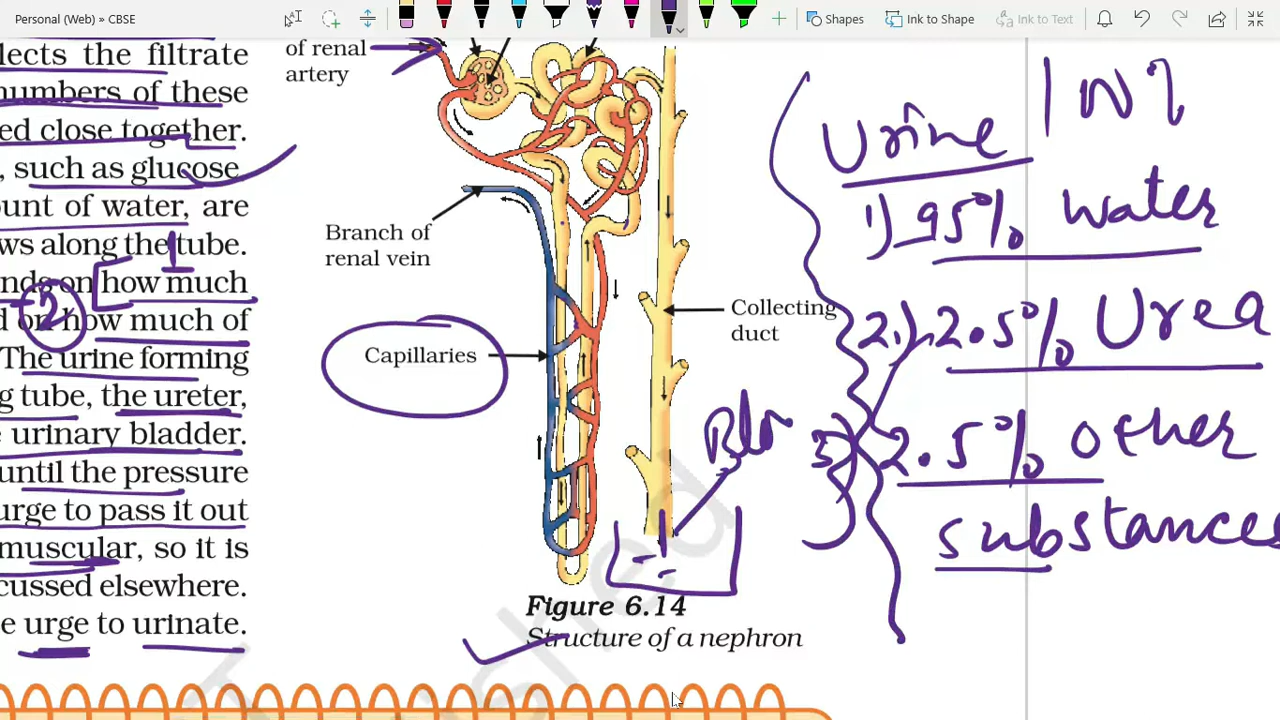 Personal (Web) » CBSE
Shapes
Ink to Shape
Ink to Text
lects the filtrate
numbers of these
ed close together.
, such as glucose
ount of water, are
ws along the tube.
nds on how much
d on how much of
The urine forming
g tube, the ureter,
e urinary bladder.
until the pressure
urge to pass it out
muscular, so it is
cussed elsewhere.
e urge to urinate.
1
2
of renal
artery
Branch of
renal vein
Capillaries
Collecting
duct
Figure 6.14
Structure of a nephron
Urine
IN %
1) 95% water
2.) 2.5% Urea
3) 2.5% other
substances